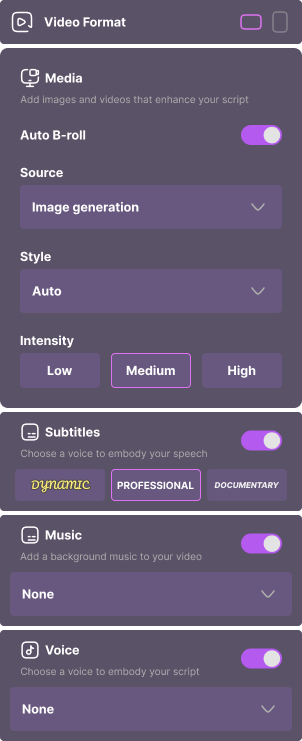 Video Format
Media
Add images and videos that enhance your script
Auto B-roll
Source
Image generation
Style
Auto
Intensity
Low Medium High
Subtitles
Choose a voice to embody your speech
DYNAMIC PROFESSIONAL DOCUMENTARY
Music
Add a background music to your video
None
Voice
Choose a voice to embody your script
None